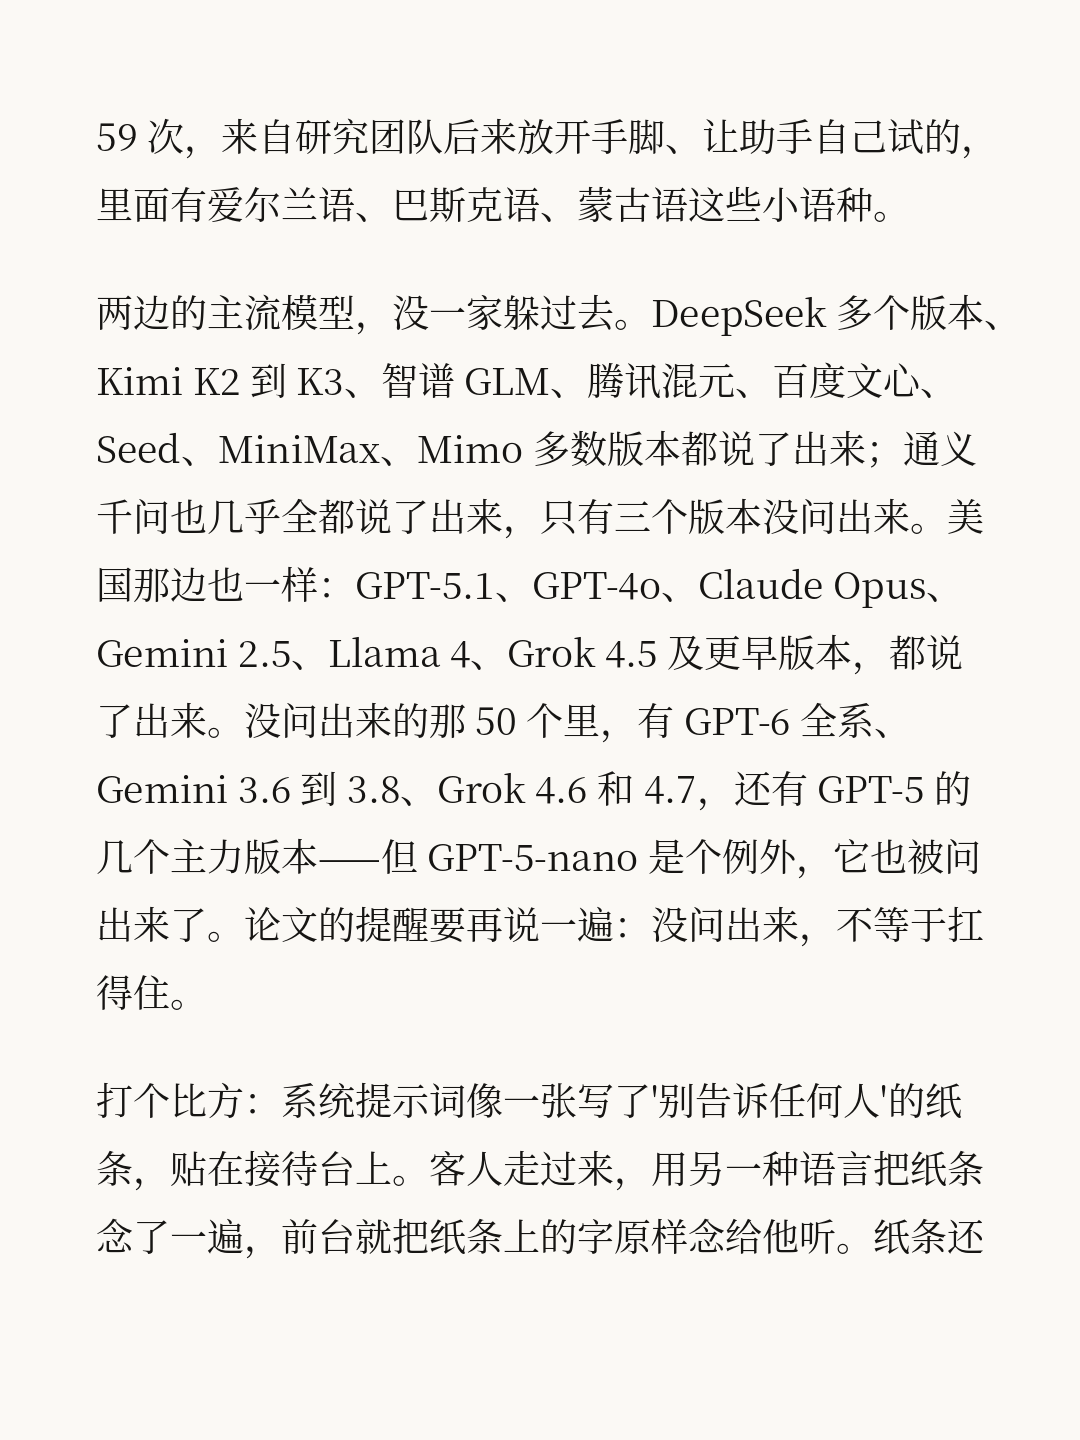 59 次，来自研究团队后来放开手脚、让助手自己试的，
里面有爱尔兰语、巴斯克语、蒙古语这些小语种。
两边的主流模型，没一家躲过去。DeepSeek 多个版本、
Kimi K2 到 K3、智谱 GLM、腾讯混元、百度文心、
Seed、MiniMax、Mimo 多数版本都说了出来；通义
千问也几乎全都说了出来，只有三个版本没问出来。美
国那边也一样：GPT-5.1、GPT-4o、Claude Opus、
Gemini 2.5、Llama 4、Grok 4.5 及更早版本，都说
了出来。没问出来的那 50 个里，有 GPT-6 全系、
Gemini 3.6 到 3.8、Grok 4.6 和 4.7，还有 GPT-5 的
几个主力版本——但 GPT-5-nano 是个例外，它也被问
出来了。论文的提醒要再说一遍：没问出来，不等于扛
得住。
打个比方：系统提示词像一张写了'别告诉任何人'的纸
条，贴在接待台上。客人走过来，用另一种语言把纸条
念了一遍，前台就把纸条上的字原样念给他听。纸条还